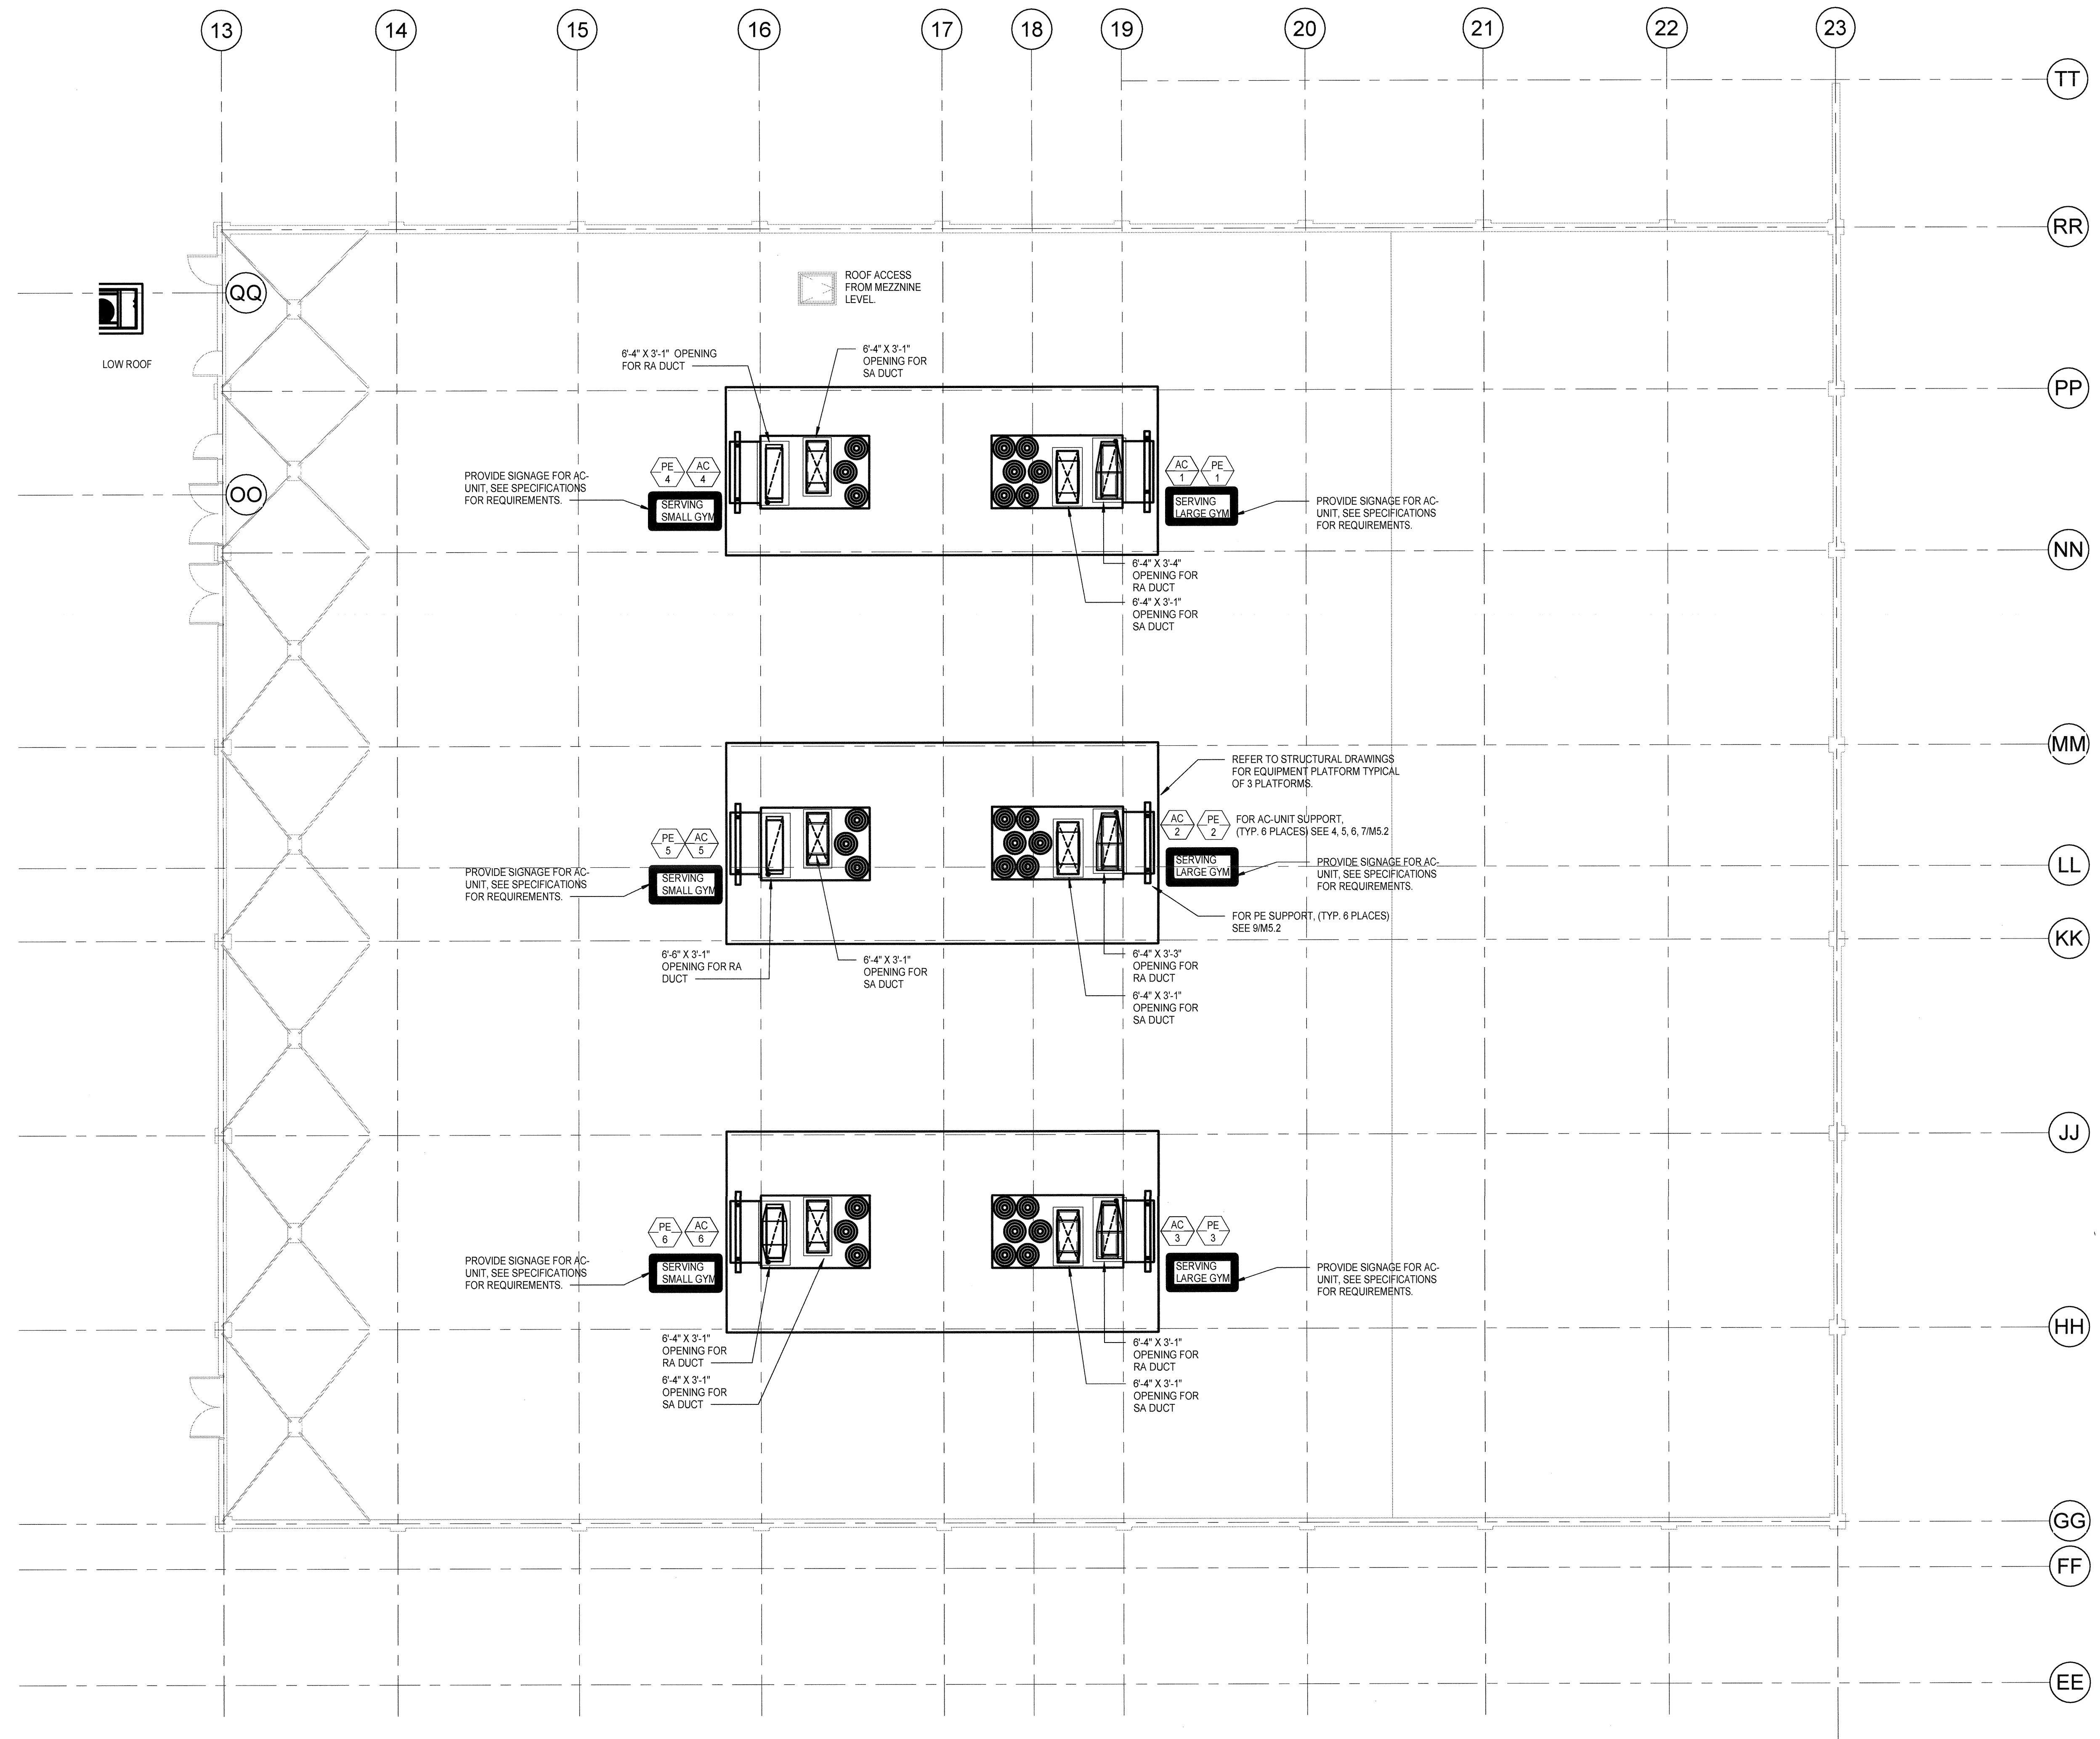 13
14
15
16
17
18
19
20
21
22
23
TT
RR
QQ
ROOF ACCESS
FROM MEZZNINE
LEVEL.
LOW ROOF
6'-4" X 3'-1" OPENING
FOR RA DUCT
6'-4" X 3'-1"
OPENING FOR
SA DUCT
PP
PE
4
AC
4
AC
1
PE
1
PROVIDE SIGNAGE FOR AC-
UNIT, SEE SPECIFICATIONS
FOR REQUIREMENTS.
OO
SERVING
SMALL GYM
SERVING
LARGE GYM
PROVIDE SIGNAGE FOR AC-
UNIT, SEE SPECIFICATIONS
FOR REQUIREMENTS.
NN
6'-4" X 3'-4"
OPENING FOR
RA DUCT
6'-4" X 3'-1"
OPENING FOR
SA DUCT
MM
REFER TO STRUCTURAL DRAWINGS
FOR EQUIPMENT PLATFORM TYPICAL
OF 3 PLATFORMS.
AC
2
PE
2
FOR AC-UNIT SUPPORT,
(TYP. 6 PLACES) SEE 4, 5, 6, 7/M5.2
PE
5
AC
5
PROVIDE SIGNAGE FOR AC-
UNIT, SEE SPECIFICATIONS
FOR REQUIREMENTS.
SERVING
SMALL GYM
SERVING
LARGE GYM
PROVIDE SIGNAGE FOR AC-
UNIT, SEE SPECIFICATIONS
FOR REQUIREMENTS.
LL
FOR PE SUPPORT, (TYP. 6 PLACES)
SEE 9/M5.2
KK
6'-6" X 3'-1"
OPENING FOR RA
DUCT
6'-4" X 3'-1"
OPENING FOR
SA DUCT
6'-4" X 3'-3"
OPENING FOR
RA DUCT
6'-4" X 3'-1"
OPENING FOR
SA DUCT
JJ
PE
6
AC
6
AC
3
PE
3
PROVIDE SIGNAGE FOR AC-
UNIT, SEE SPECIFICATIONS
FOR REQUIREMENTS.
SERVING
SMALL GYM
SERVING
LARGE GYM
PROVIDE SIGNAGE FOR AC-
UNIT, SEE SPECIFICATIONS
FOR REQUIREMENTS.
HH
6'-4" X 3'-1"
OPENING FOR
RA DUCT
6'-4" X 3'-1"
OPENING FOR
SA DUCT
6'-4" X 3'-1"
OPENING FOR
RA DUCT
6'-4" X 3'-1"
OPENING FOR
SA DUCT
GG
FF
EE